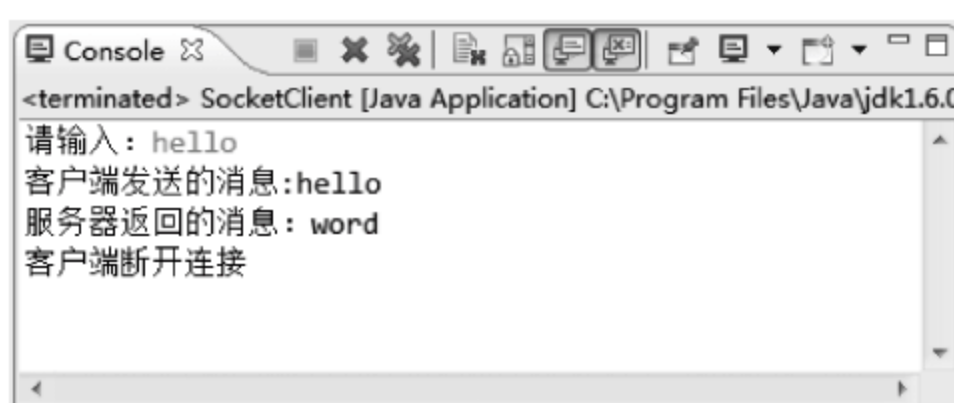 Console
<terminated> SocketClient [Java Application] C:\Program Files\Java\jdk1.6.0
请输入：hello
客户端发送的消息:hello
服务器返回的消息：word
客户端断开连接